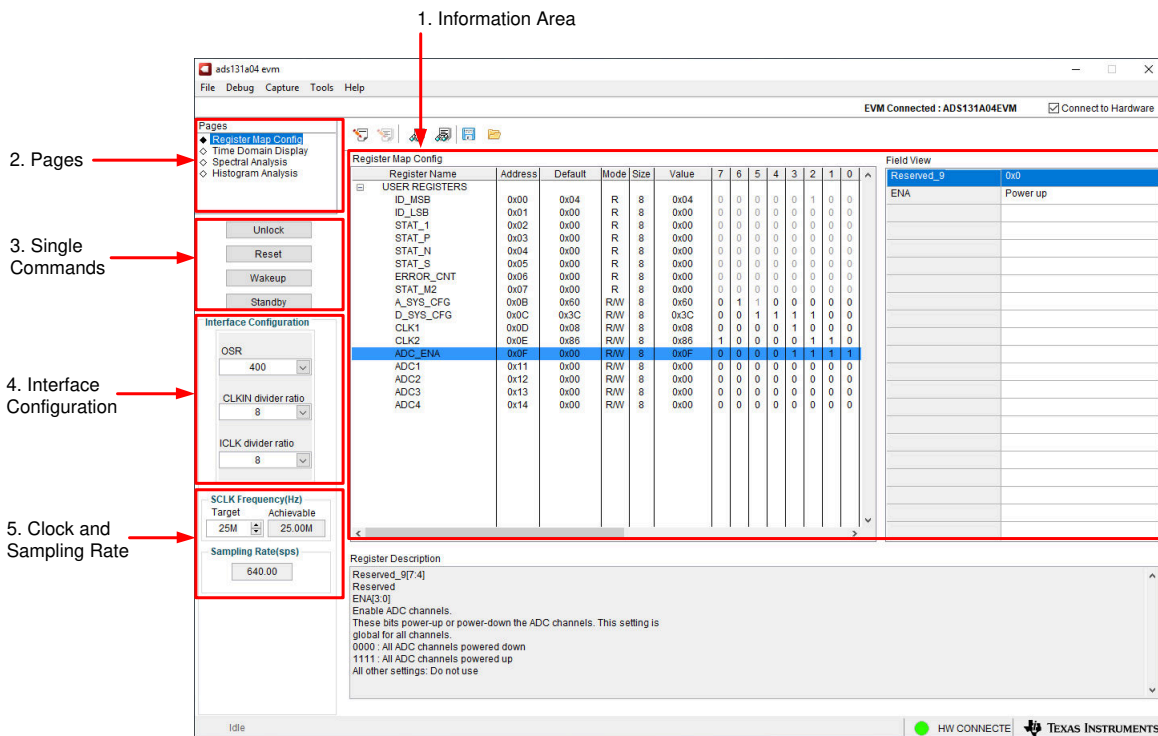 1. Information Area
ads131a04 evm
File Debug Capture Tools Help
EVM Connected : ADS131A04EVM Connect to Hardware
2. Pages
Pages
Register Map Config
Time Domain Display
Spectral Analysis
Histogram Analysis
3. Single
Commands
Unlock
Reset
Wakeup
Standby
4. Interface
Configuration
Interface Configuration
OSR
400
CLKIN divider ratio
8
ICLK divider ratio
8
5. Clock and
Sampling Rate
SCLK Frequency(Hz)
Target Achievable
25M 25.00M
Sampling Rate(sps)
640.00
Register Map Config
Register Name Address Default Mode Size Value 7 6 5 4 3 2 1 0
USER REGISTERS
ID_MSB 0x00 0x04 R 8 0x04 0 0 0 0 0 1 0 0
ID_LSB 0x01 0x00 R 8 0x00 0 0 0 0 0 0 0 0
STAT_1 0x02 0x00 R 8 0x00 0 0 0 0 0 0 0 0
STAT_P 0x03 0x00 R 8 0x00 0 0 0 0 0 0 0 0
STAT_N 0x04 0x00 R 8 0x00 0 0 0 0 0 0 0 0
STAT_S 0x05 0x00 R 8 0x00 0 0 0 0 0 0 0 0
ERROR_CNT 0x06 0x00 R 8 0x00 0 0 0 0 0 0 0 0
STAT_M2 0x07 0x00 R 8 0x00 0 0 0 0 0 0 0 0
A_SYS_CFG 0x0B 0x60 R/W 8 0x60 0 1 1 0 0 0 0 0
D_SYS_CFG 0x0C 0x3C R/W 8 0x3C 0 0 1 1 1 1 0 0
CLK1 0x0D 0x08 R/W 8 0x08 0 0 0 0 1 0 0 0
CLK2 0x0E 0x86 R/W 8 0x86 1 0 0 0 0 1 1 0
ADC_ENA 0x0F 0x00 R/W 8 0x0F 0 0 0 0 1 1 1 1
ADC1 0x11 0x00 R/W 8 0x00 0 0 0 0 0 0 0 0
ADC2 0x12 0x00 R/W 8 0x00 0 0 0 0 0 0 0 0
ADC3 0x13 0x00 R/W 8 0x00 0 0 0 0 0 0 0 0
ADC4 0x14 0x00 R/W 8 0x00 0 0 0 0 0 0 0 0
Field View
Reserved_9 0x0
ENA Power up
Register Description
Reserved_9[7:4]
Reserved
ENA[3:0]
Enable ADC channels.
These bits power-up or power-down the ADC channels. This setting is
global for all channels.
0000 : All ADC channels powered down
1111 : All ADC channels powered up
All other settings: Do not use
Idle
HW CONNECTE
TEXAS INSTRUMENTS